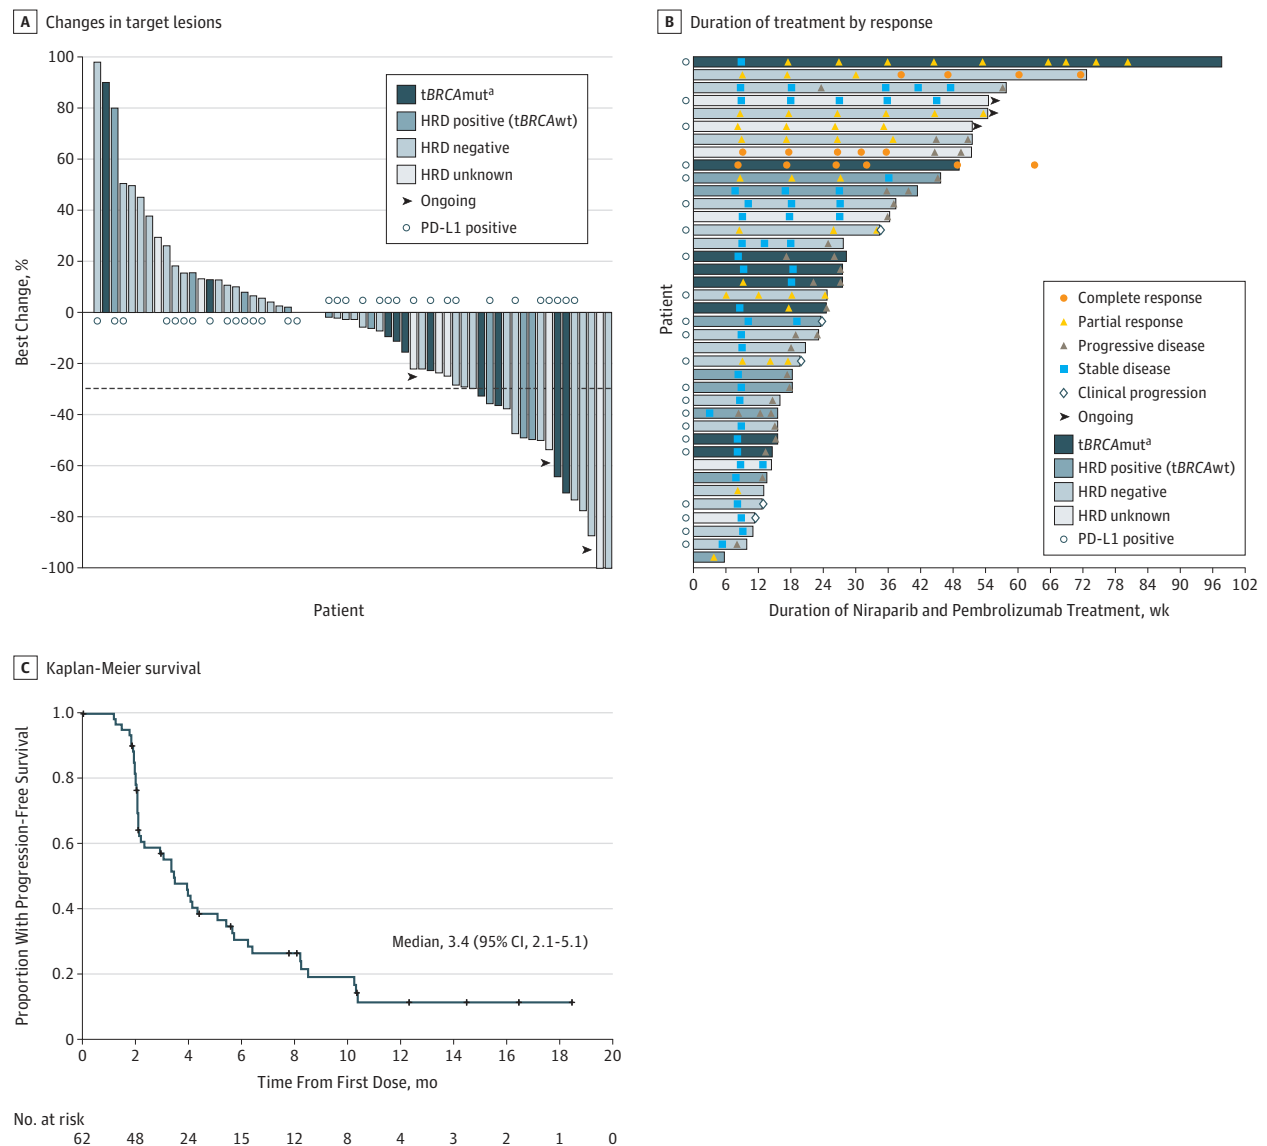 A Changes in target lesions
100
80
60
40
20
0
-20
-40
-60
-80
-100
Best Change, %
Patient
tBRCAmutᵃ
HRD positive (tBRCAwt)
HRD negative
HRD unknown
Ongoing
PD-L1 positive
B Duration of treatment by response
Patient
Complete response
Partial response
Progressive disease
Stable disease
Clinical progression
Ongoing
tBRCAmutᵃ
HRD positive (tBRCAwt)
HRD negative
HRD unknown
PD-L1 positive
0 6 12 18 24 30 36 42 48 54 60 66 72 78 84 90 96 102
Duration of Niraparib and Pembrolizumab Treatment, wk
C Kaplan-Meier survival
1.0
0.8
0.6
0.4
0.2
0
Proportion With Progression-Free Survival
Median, 3.4 (95% CI, 2.1-5.1)
0 2 4 6 8 10 12 14 16 18 20
Time From First Dose, mo
No. at risk
62 48 24 15 12 8 4 3 2 1 0